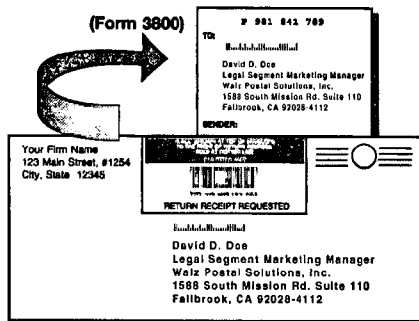 (Form 3800)
P 981 841 789
TO:
David D. Doe
Legal Segment Marketing Manager
Walz Postal Solutions, Inc.
1588 South Mission Rd. Suite 110
Fallbrook, CA 92028-4112
SENDER:
Your Firm Name
123 Main Street, #1254
City, State 12345
CERTIFIED MAIL
RETURN RECEIPT REQUESTED
David D. Doe
Legal Segment Marketing Manager
Walz Postal Solutions, Inc.
1588 South Mission Rd. Suite 110
Fallbrook, CA 92028-4112